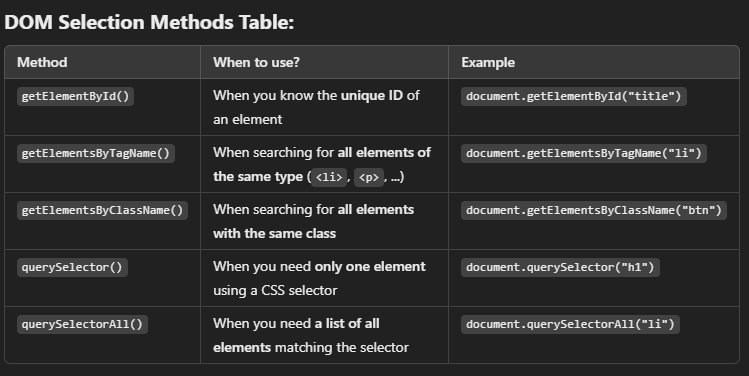 DOM Selection Methods Table:
Method When to use? Example
getElementById() When you know the unique ID of an element document.getElementById("title")
getElementsByTagName() When searching for all elements of the same type (<li>, <p>, ...) document.getElementsByTagName("li")
getElementsByClassName() When searching for all elements with the same class document.getElementsByClassName("btn")
querySelector() When you need only one element using a CSS selector document.querySelector("h1")
querySelectorAll() When you need a list of all elements matching the selector document.querySelectorAll("li")